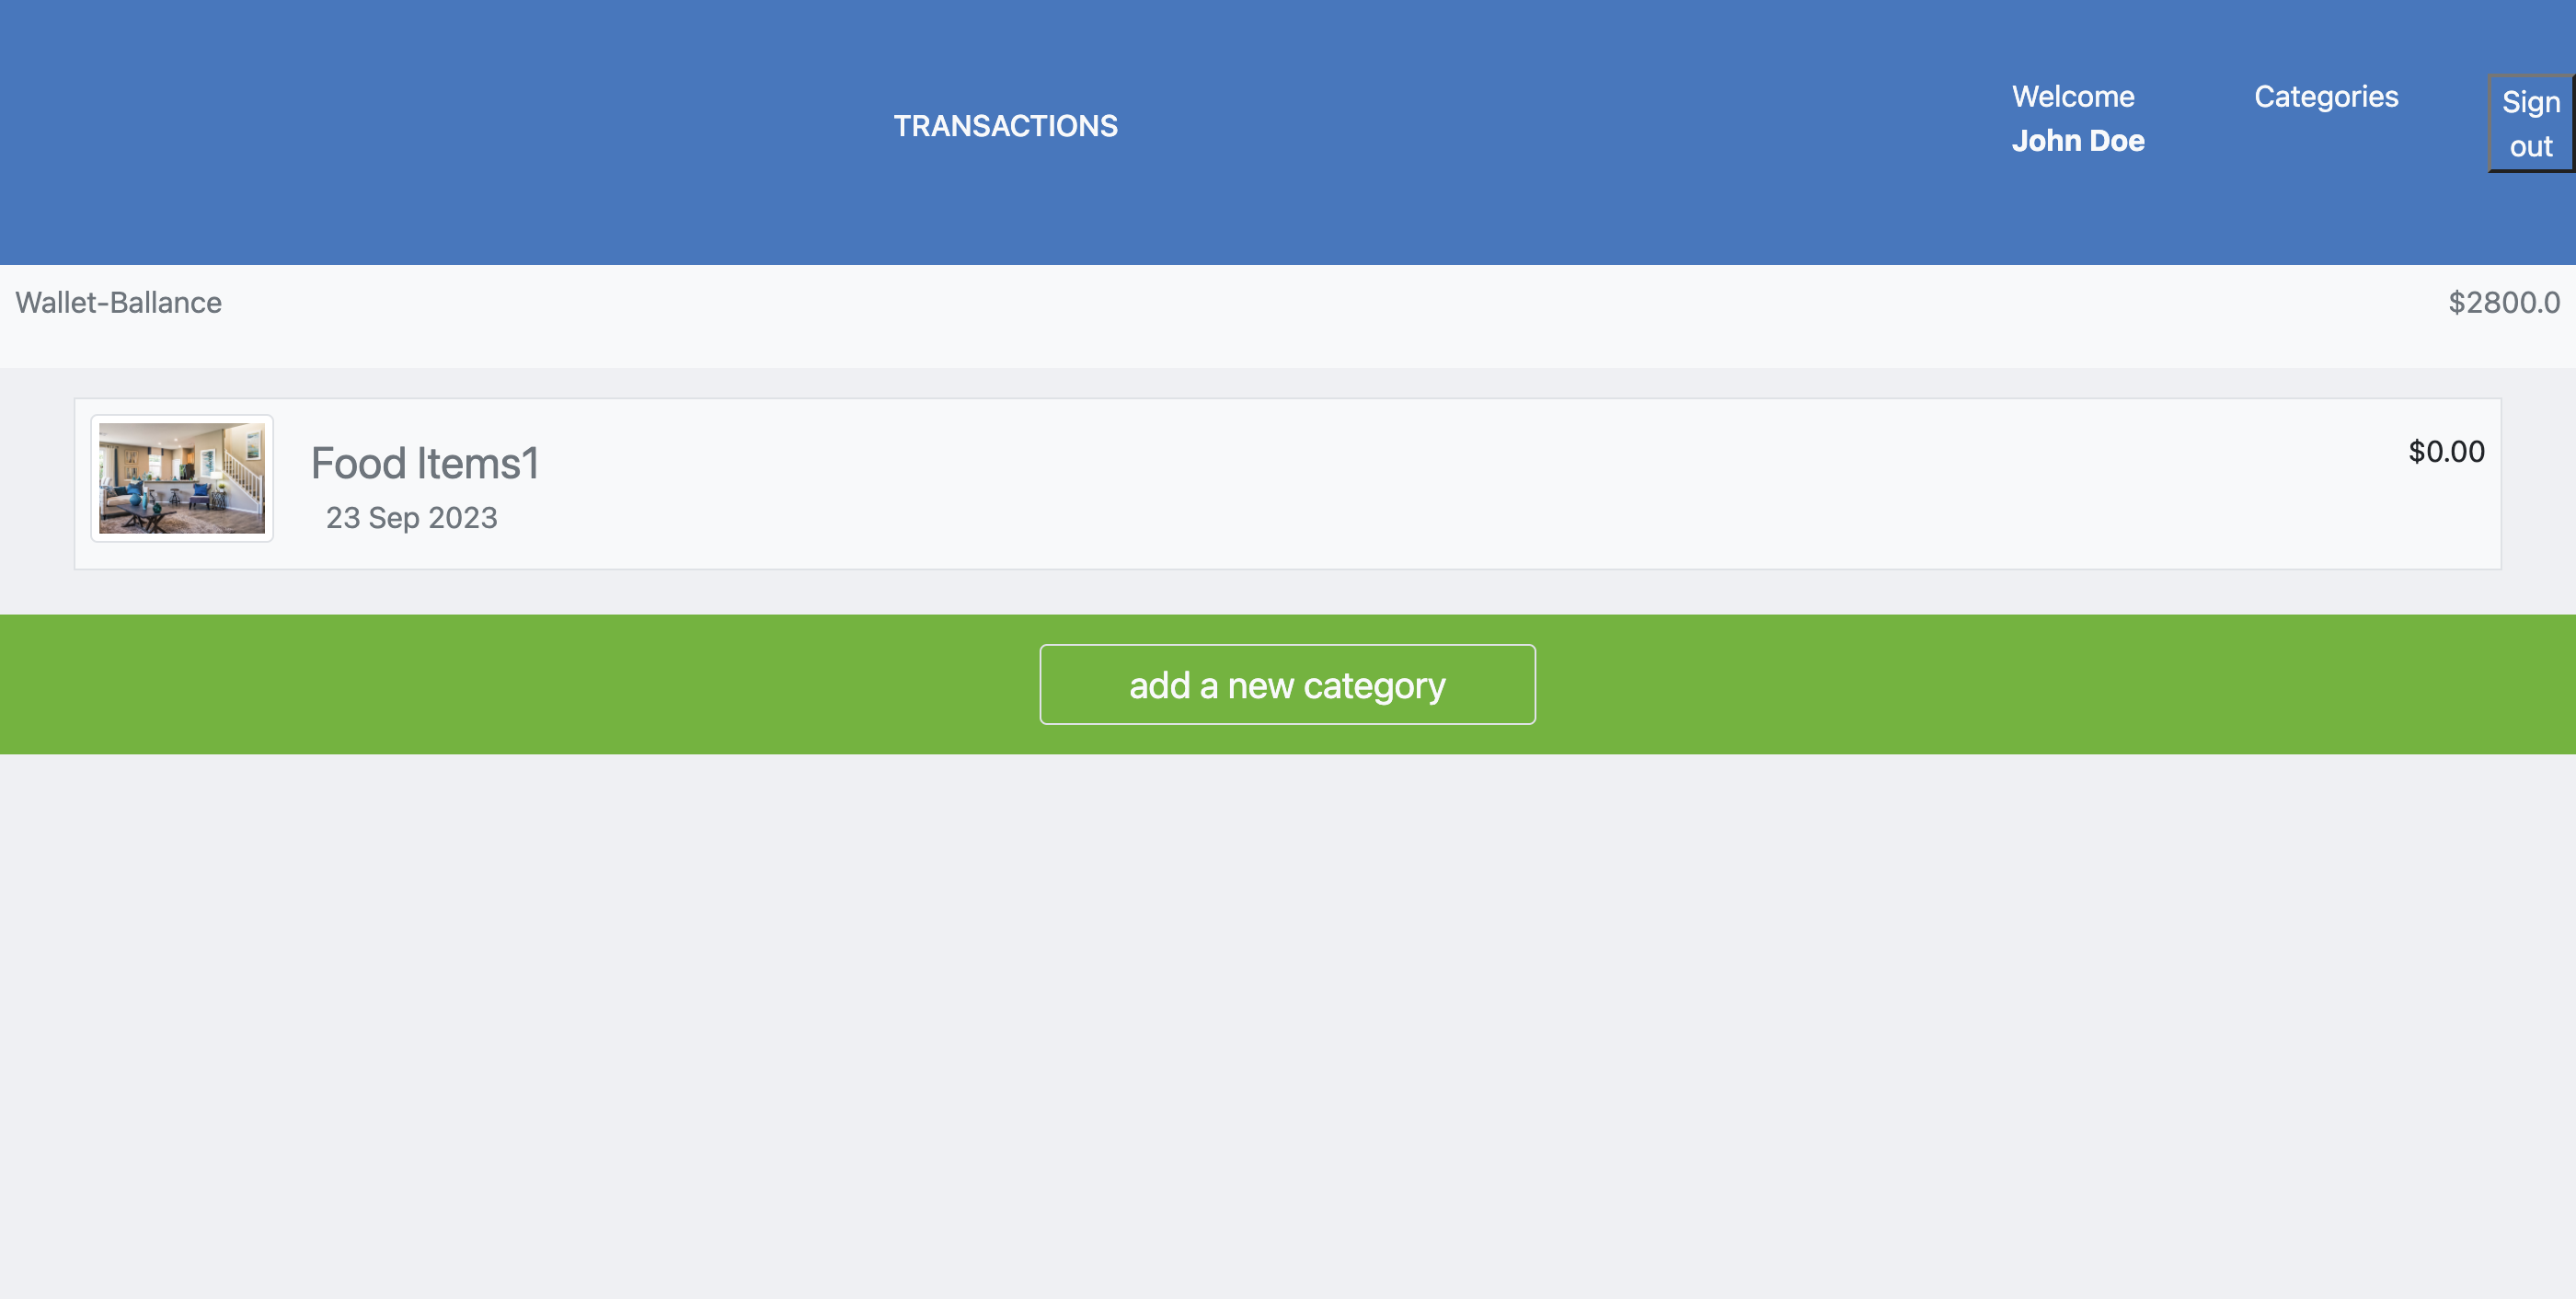 TRANSACTIONS
Welcome
John Doe
Categories
Sign
out
Wallet-Ballance
$2800.0
Food Items1
$0.00
23 Sep 2023
add a new category